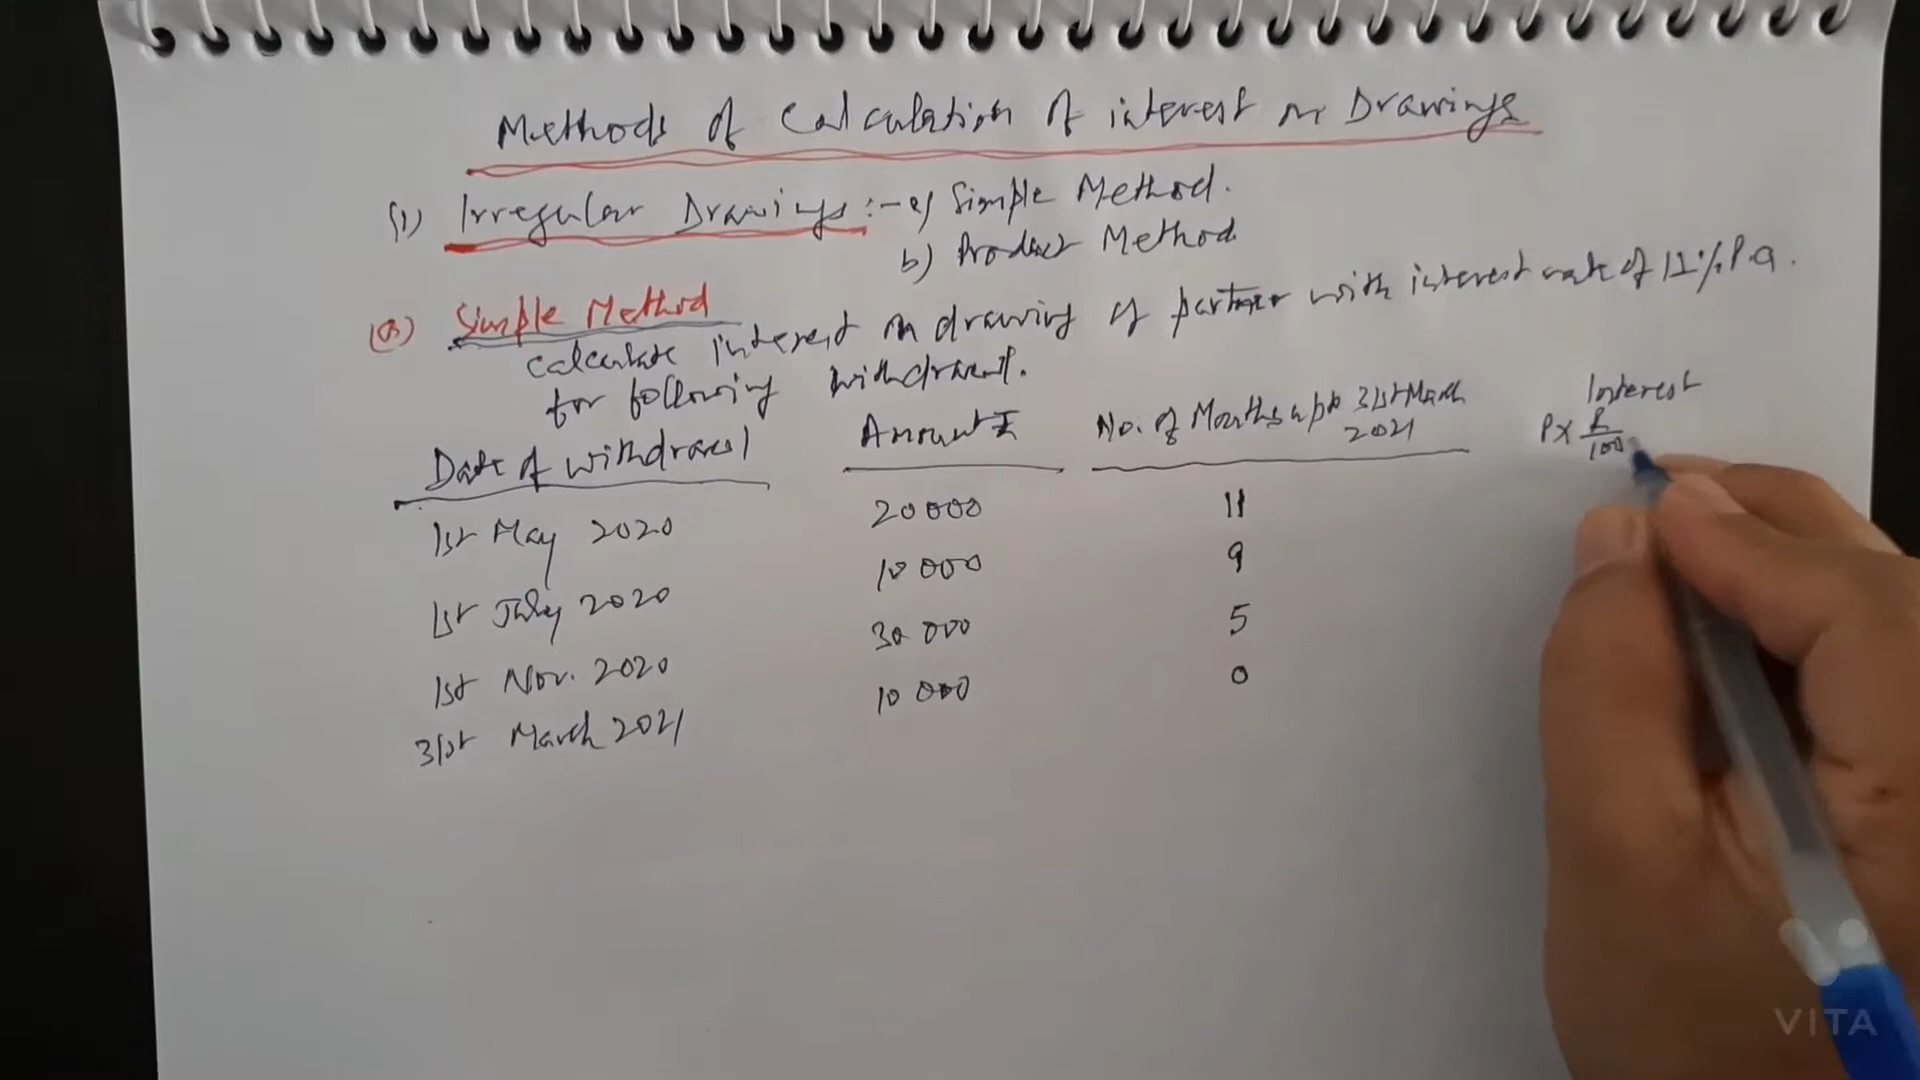 Methods of Calculation of interest on Drawings
(1) Irregular Drawings :- a) Simple Method.
b) Product Method
(a) Simple Method
calculate interest on drawing of partner with interest rate of 12% P.a.
for following withdrawal.
Date of withdrawal Amount ₹ No. of Months upto 31st March 2021 Interest
P x R/100
1st May 2020 20000 11
1st July 2020 10000 9
1st Nov. 2020 30000 5
31st March 2021 10000 0
VITA